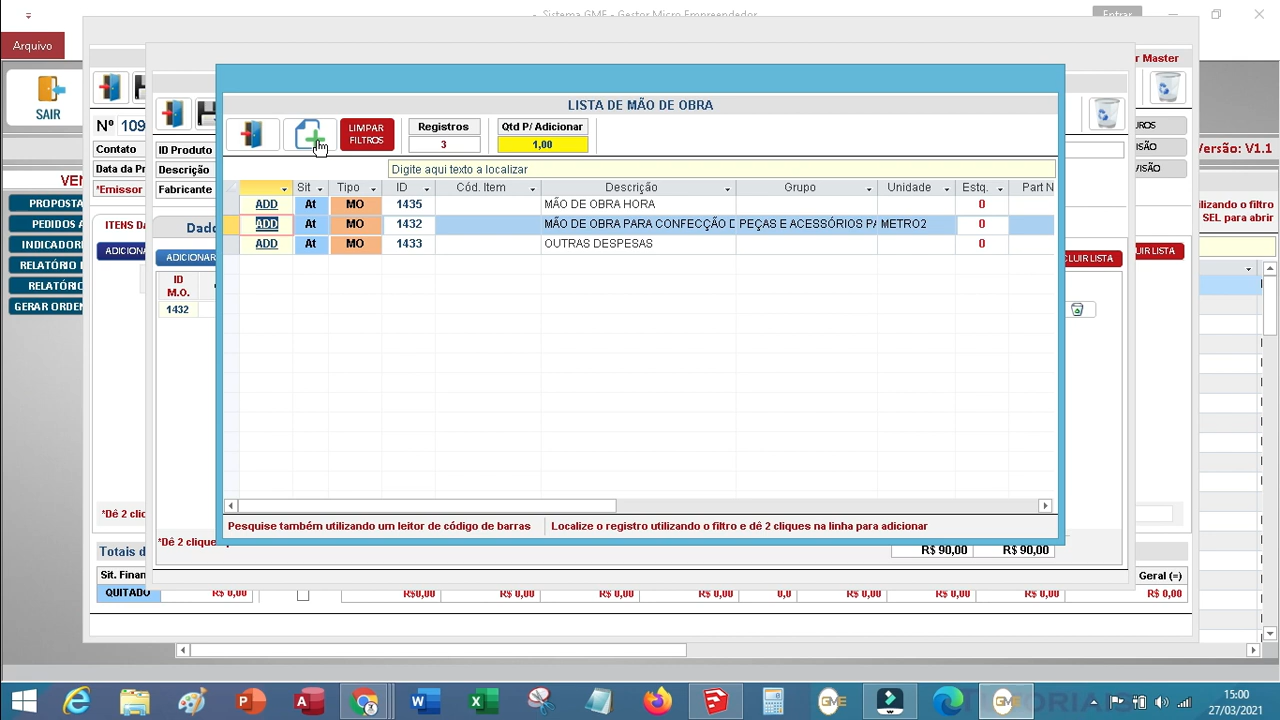 Sistema GME - Gestor Micro Empreendedor
Entrar
Arquivo
r Master
SAIR
Nº 109
LISTA DE MÃO DE OBRA
LIMPAR FILTROS
Registros
3
Qtd P/ Adicionar
1,00
ROS
Contato
ID Produto
ISÃO
Versão: V1.1
Data da Pr
Descrição
Digite aqui texto a localizar
VISÃO
VEN
*Emissor
Fabricante
Sit Tipo ID Cód. Item Descrição Grupo Unidade Estq. Part N
PROPOSTA
ADD At MO 1435 MÃO DE OBRA HORA 0
ilizando o filtro
SEL para abrir
PEDIDOS A
ITENS DA
Dado
ADD At MO 1432 MÃO DE OBRA PARA CONFECÇÃO D PEÇAS E ACESSORIOS PA METRO2 0
INDICADOR
ADICIONA
ADD At MO 1433 OUTRAS DESPESAS 0
UIR LISTA
RELATÓRIO
ADICIONAR
CLUIR LISTA
RELATÓRIO
ID M.O.
GERAR ORDE
1432
*Dê 2 clic
Pesquise também utilizando um leitor de código de barras
Localize o registro utilizando o filtro e dê 2 cliques na linha para adicionar
*Dê 2 clique
Totais d
R$ 90,00 R$ 90,00
Sit. Finan
Geral (=)
QUITADO R$ 0,00 R$0,00 R$ 0,00 R$ 0,00 R$ 0,00 0,0 R$ 0,00 R$ 0,00 R$ 0,00 R$ 0,00
GME
GME
15:00
27/03/2021